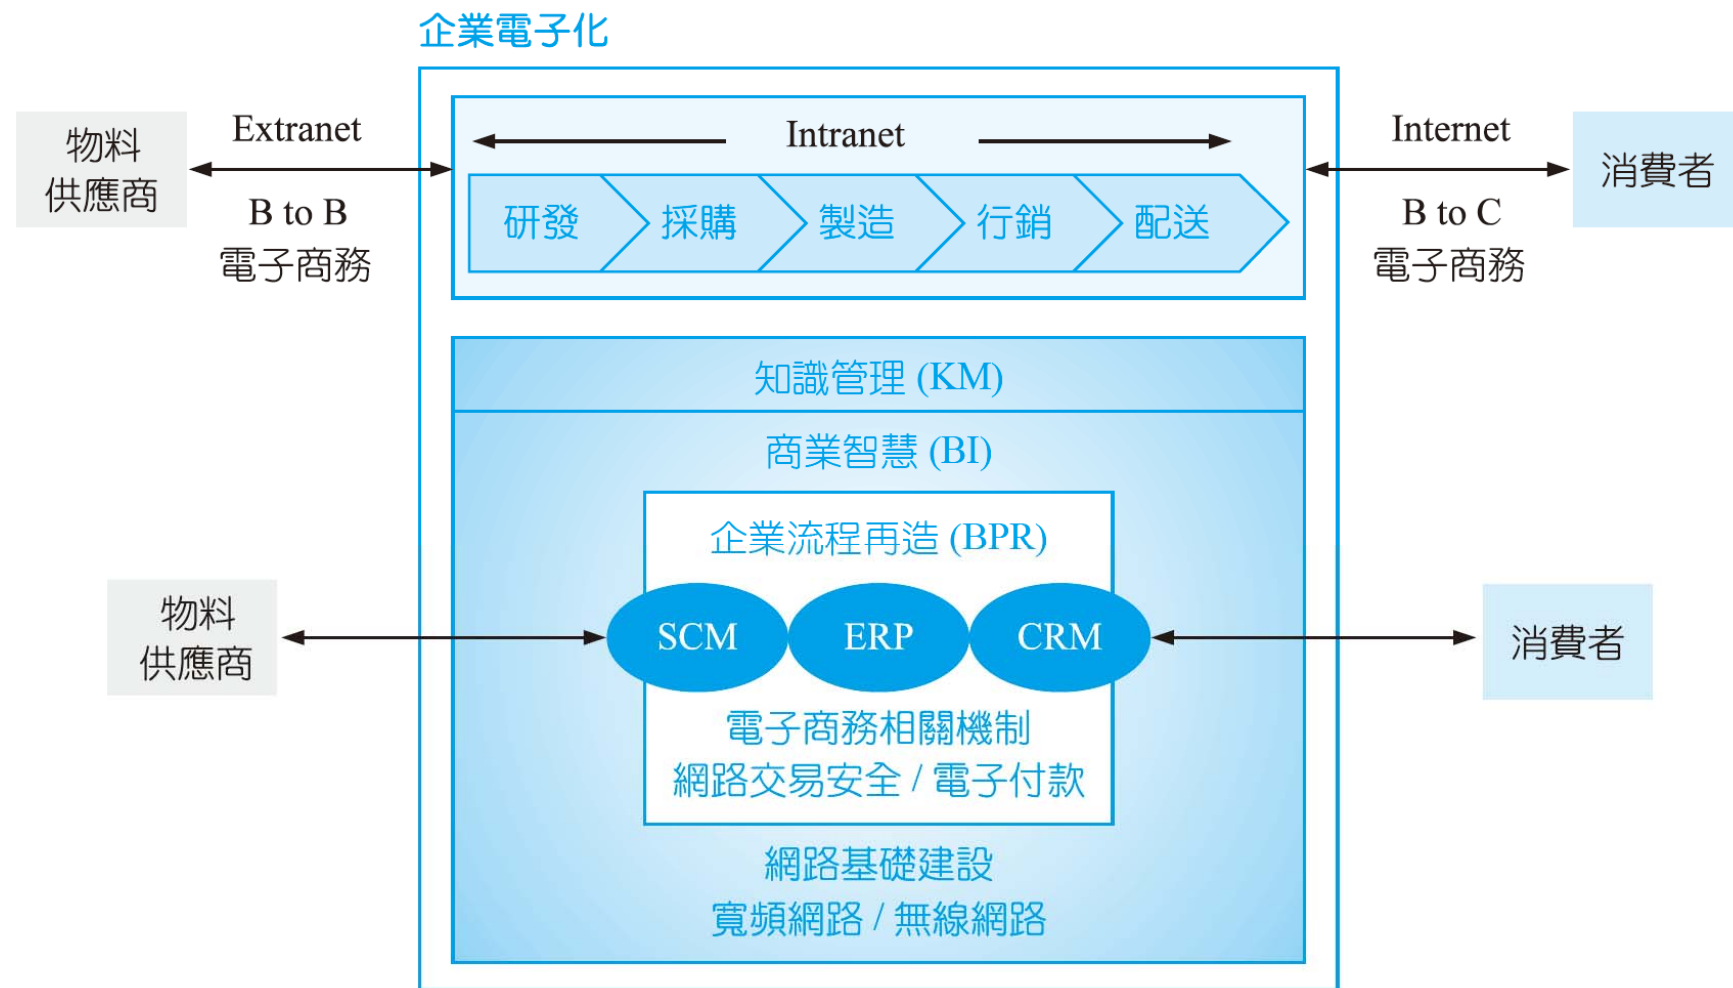 企業電子化
物料
供應商
Extranet
B to B
電子商務
Intranet
研發
採購
製造
行銷
配送
Internet
B to C
電子商務
消費者
知識管理 (KM)
商業智慧 (BI)
企業流程再造 (BPR)
物料
供應商
SCM
ERP
CRM
消費者
電子商務相關機制
網路交易安全 / 電子付款
網路基礎建設
寬頻網路 / 無線網路